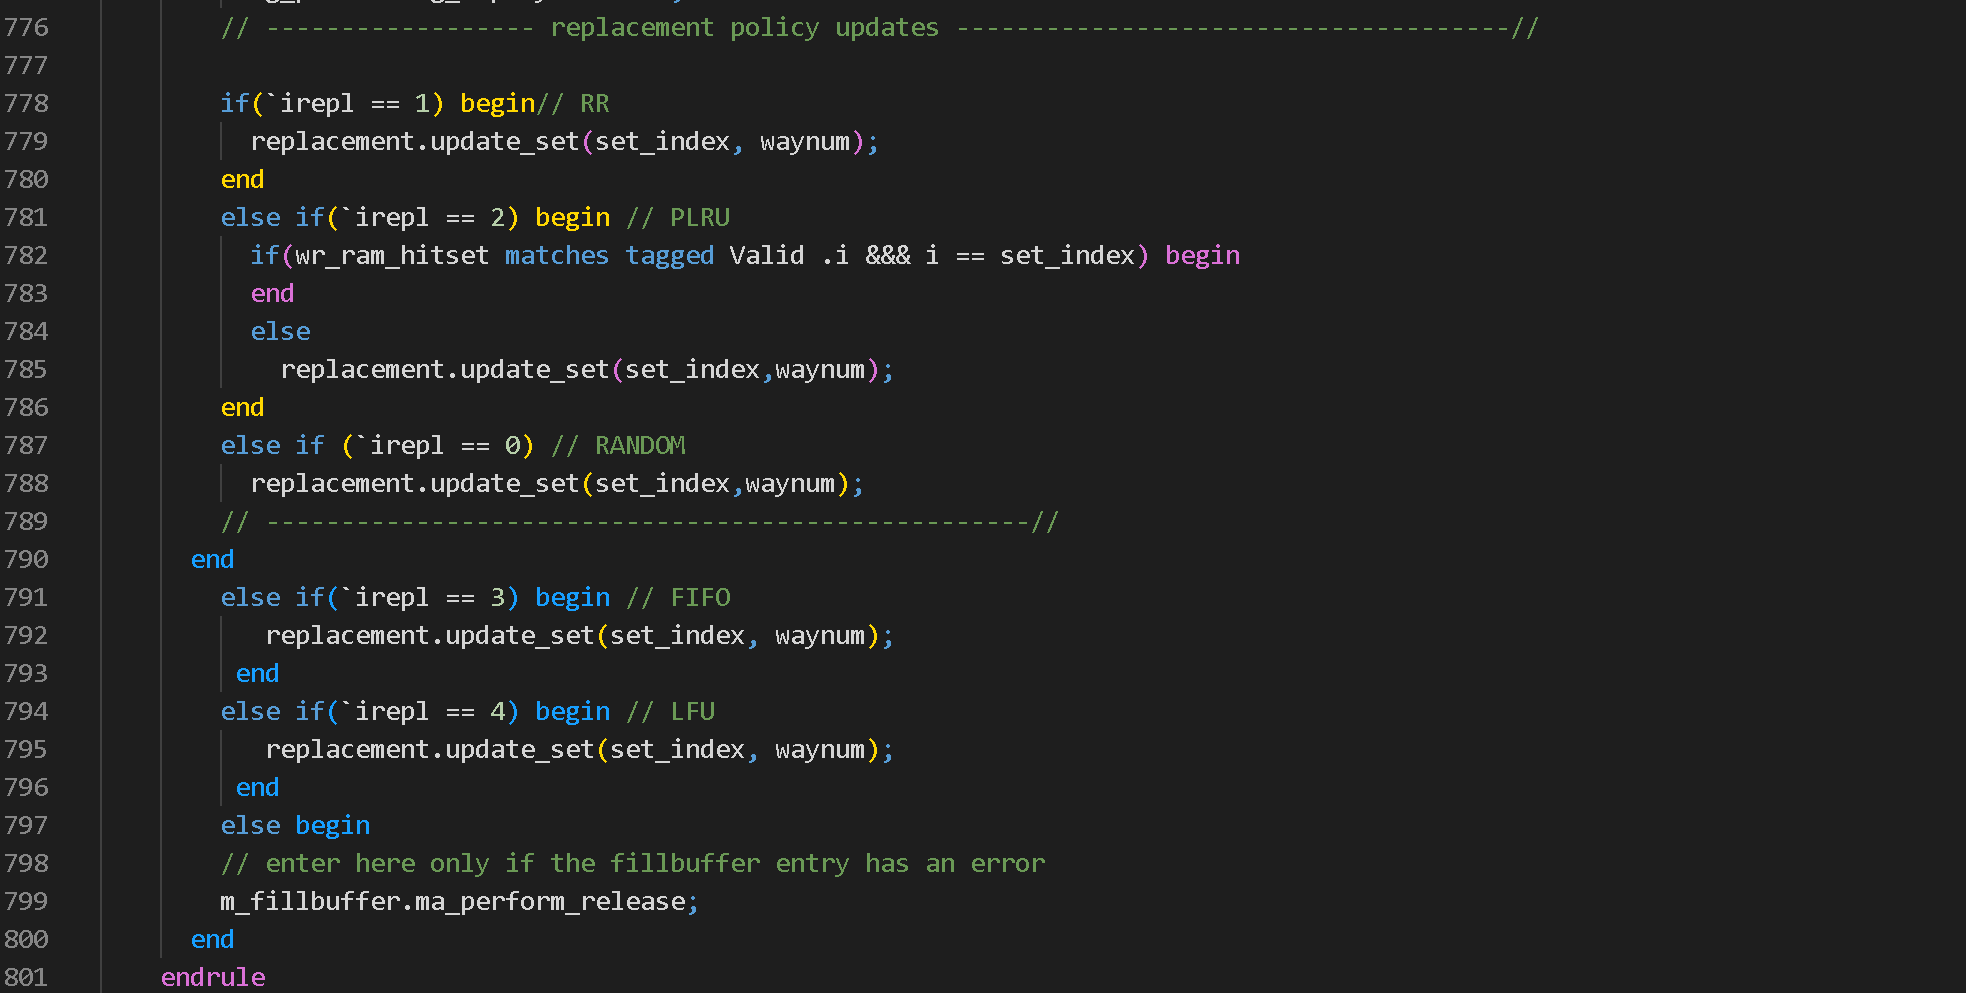 776 // ------------------ replacement policy updates -------------------------------------//
777
778 if(`irepl == 1) begin// RR
779 replacement.update_set(set_index, waynum);
780 end
781 else if(`irepl == 2) begin // PLRU
782 if(wr_ram_hitset matches tagged Valid .i &&& i == set_index) begin
783 end
784 else
785 replacement.update_set(set_index,waynum);
786 end
787 else if (`irepl == 0) // RANDOM
788 replacement.update_set(set_index,waynum);
789 // ---------------------------------------------------//
790 end
791 else if(`irepl == 3) begin // FIFO
792 replacement.update_set(set_index, waynum);
793 end
794 else if(`irepl == 4) begin // LFU
795 replacement.update_set(set_index, waynum);
796 end
797 else begin
798 // enter here only if the fillbuffer entry has an error
799 m_fillbuffer.ma_perform_release;
800 end
801 endrule